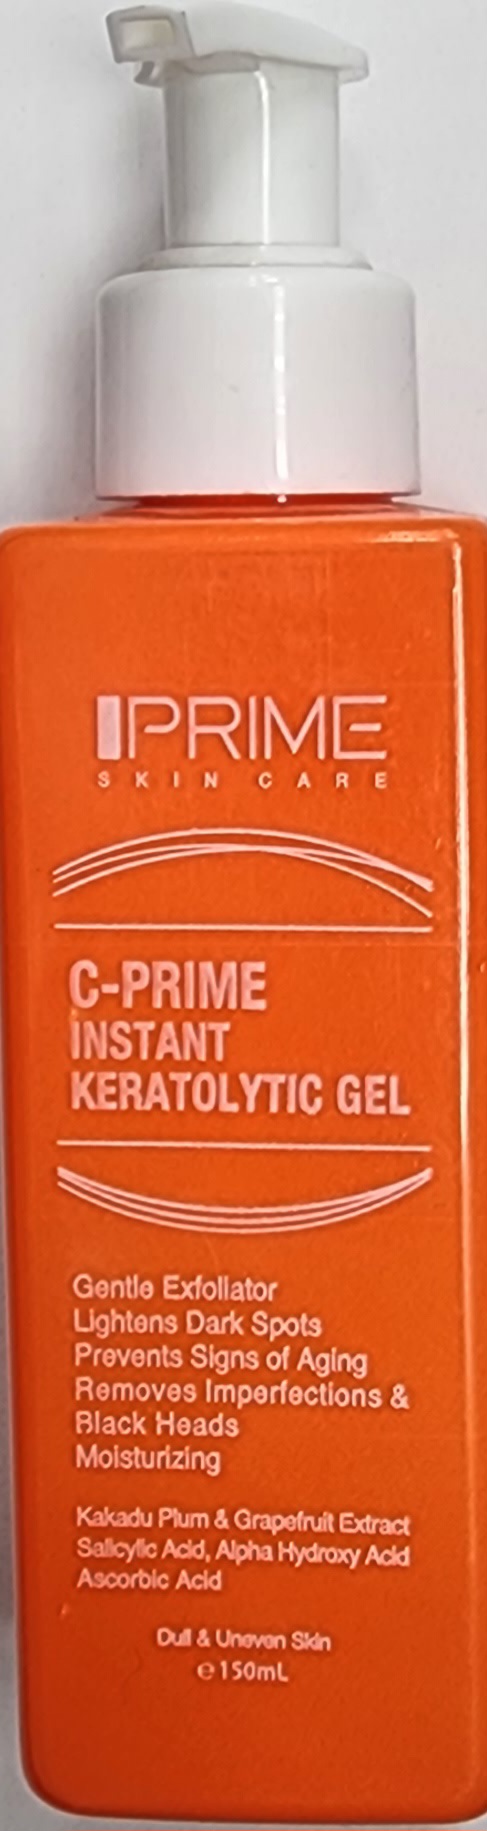 PRIME
SKIN CARE
C-PRIME
INSTANT
KERATOLYTIC GEL
Gentle Exfoliator
Lightens Dark Spots
Prevents Signs of Aging
Removes Imperfections &
Black Heads
Moisturizing
Kakadu Plum & Grapefruit Extract
Salicylic Acid, Alpha Hydroxy Acid
Ascorbic Acid
Dull & Uneven Skin
℮150mL